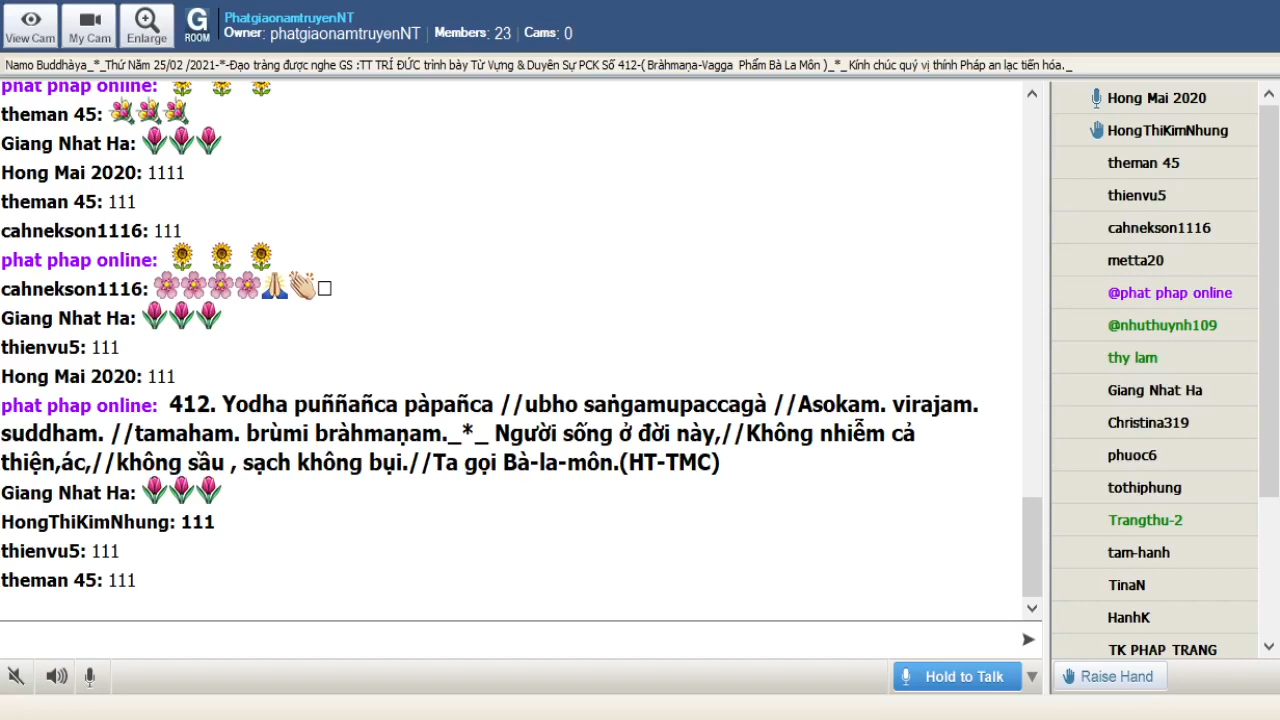 View Cam
My Cam
Enlarge
G
ROOM
PhatgiaonamtruyenNT
Owner: phatgiaonamtruyenNT | Members: 23 | Cams: 0
Namo Buddhàya_*_Thứ Năm 25/02 /2021-*-Đạo tràng được nghe GS :TT TRÍ ĐỨC trình bày Từ Vựng & Duyên Sự PCK Số 412-( Bràhmaṇa-Vagga  Phẩm Bà La Môn )_*_Kính chúc quý vị thính Pháp an lạc tiến hóa._
phat phap online:
theman 45:
Giang Nhat Ha:
Hong Mai 2020: 1111
theman 45: 111
cahnekson1116: 111
phat phap online:
cahnekson1116:
Giang Nhat Ha:
thienvu5: 111
Hong Mai 2020: 111
phat phap online: 412. Yodha puññañca pàpañca //ubho saṅgamupaccagà //Asokam. virajam.
suddham. //tamaham. brùmi bràhmaṇam._*_ Người sống ở đời này,//Không nhiễm cả
thiện,ác,//không sầu , sạch không bụi.//Ta gọi Bà-la-môn.(HT-TMC)
Giang Nhat Ha:
HongThiKimNhung: 111
thienvu5: 111
theman 45: 111
Hong Mai 2020
HongThiKimNhung
theman 45
thienvu5
cahnekson1116
metta20
@phat phap online
@nhuthuynh109
thy lam
Giang Nhat Ha
Christina319
phuoc6
tothiphung
Trangthu-2
tam-hanh
TinaN
HanhK
TK PHAP TRANG
Hold to Talk
Raise Hand